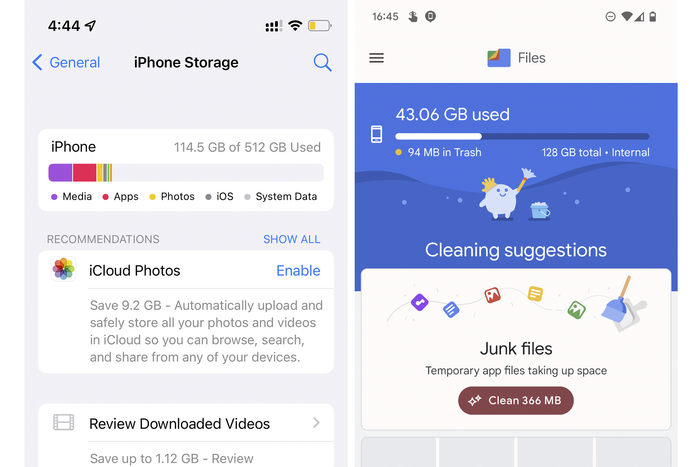 4:44
General
iPhone Storage
iPhone
114.5 GB of 512 GB Used
Media
Apps
Photos
iOS
System Data
RECOMMENDATIONS
SHOW ALL
iCloud Photos
Enable
Save 9.2 GB - Automatically upload and
safely store all your photos and videos
in iCloud so you can browse, search,
and share from any of your devices.
Review Downloaded Videos
Save up to 1.12 GB - Review
16:45
Files
43.06 GB used
94 MB in Trash
128 GB total • Internal
Cleaning suggestions
Junk files
Temporary app files taking up space
Clean 366 MB